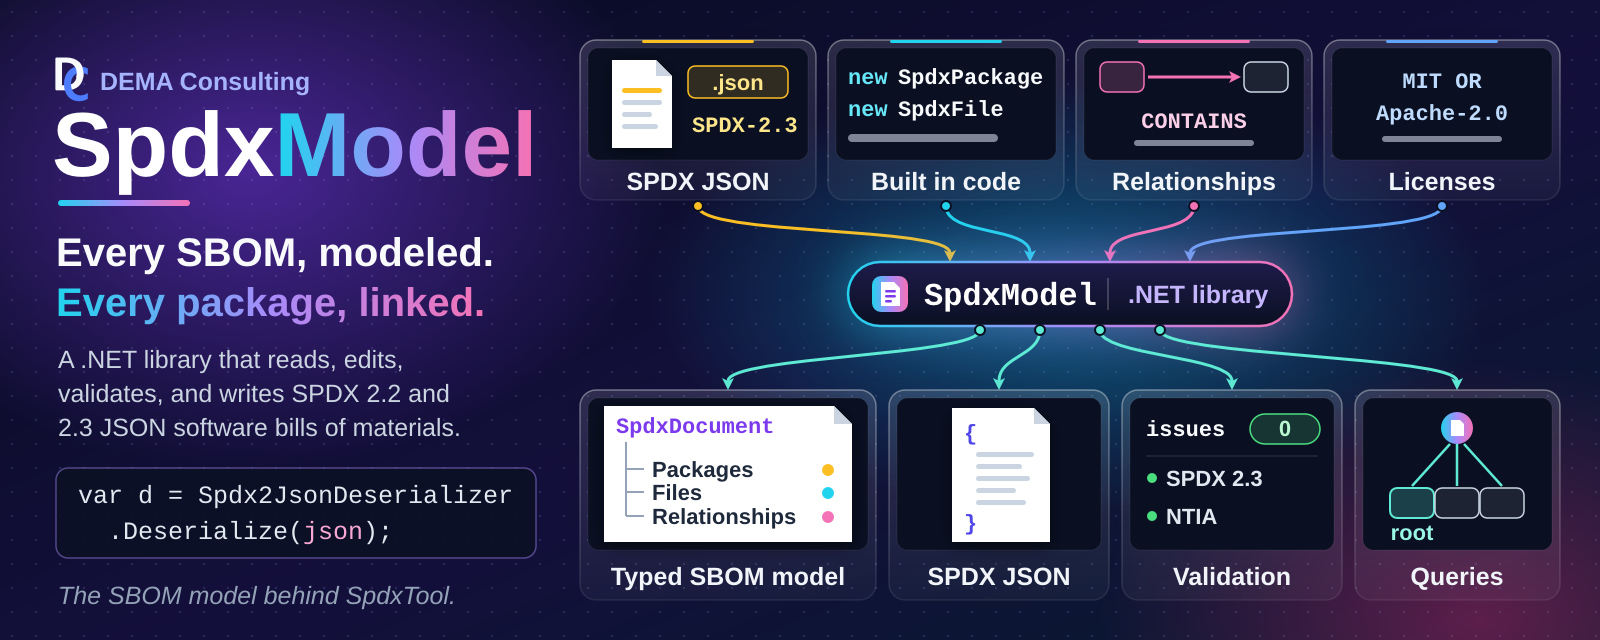 DC DEMA Consulting
SpdxModel
Every SBOM, modeled.
Every package, linked.
A .NET library that reads, edits,
validates, and writes SPDX 2.2 and
2.3 JSON software bills of materials.
var d = Spdx2JsonDeserializer
.Deserialize(json);
The SBOM model behind SpdxTool.
.json
SPDX-2.3
SPDX JSON
new SpdxPackage
new SpdxFile
Built in code
CONTAINS
Relationships
MIT OR
Apache-2.0
Licenses
SpdxModel .NET library
SpdxDocument
Packages
Files
Relationships
Typed SBOM model
{
}
SPDX JSON
issues 0
SPDX 2.3
NTIA
Validation
root
Queries